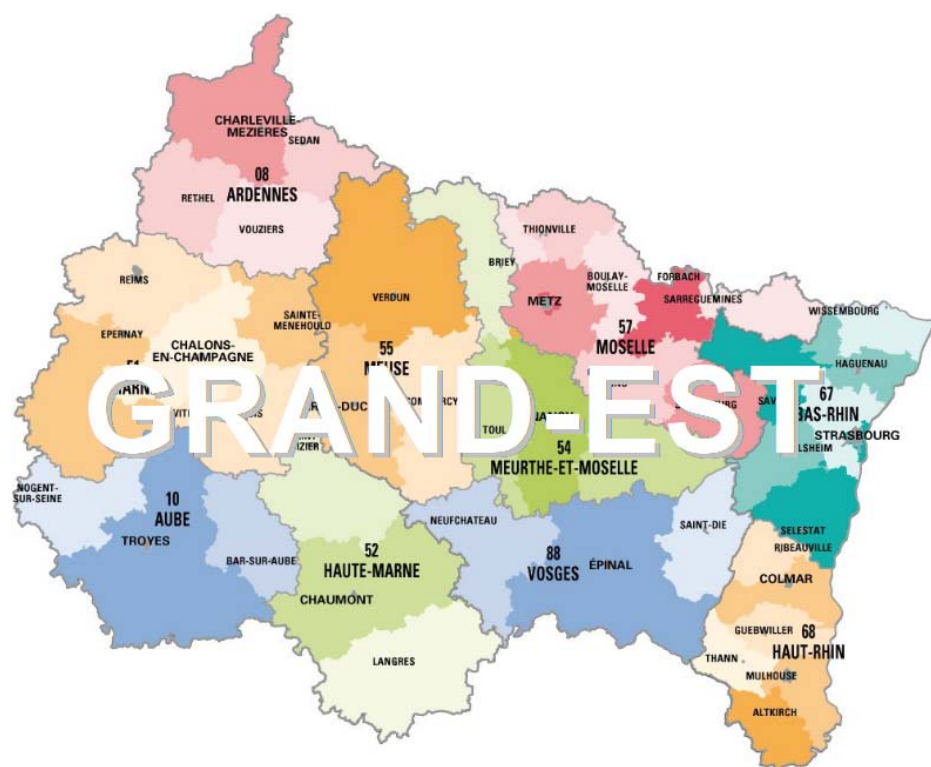 CHARLEVILLE-
MEZIÈRES
SEDAN
08
ARDENNES
RETHEL
VOUZIERS
THIONVILLE
BRIEY
REIMS
BOULAY-
MOSELLE
FORBACH
METZ
VERDUN
SARREGUEMINES
WISSEMBOURG
SAINTE-
MENEHOULD
EPERNAY
57
MOSELLE
CHALONS-
EN-CHAMPAGNE
55
MEUSE
HAGUENAU
67
BAS-RHIN
GRAND-EST
TOUL
STRASBOURG
54
MEURTHE-ET-MOSELLE
NOGENT-
SUR-SEINE
10
AUBE
TROYES
NEUFCHATEAU
SAINT-DIE
SELESTAT
RIBEAUVILLE
BAR-SUR-AUBE
52
HAUTE-MARNE
88
VOSGES
ÉPINAL
COLMAR
CHAUMONT
GUEBWILLER
68
HAUT-RHIN
LANGRES
THANN
MULHOUSE
ALTKIRCH